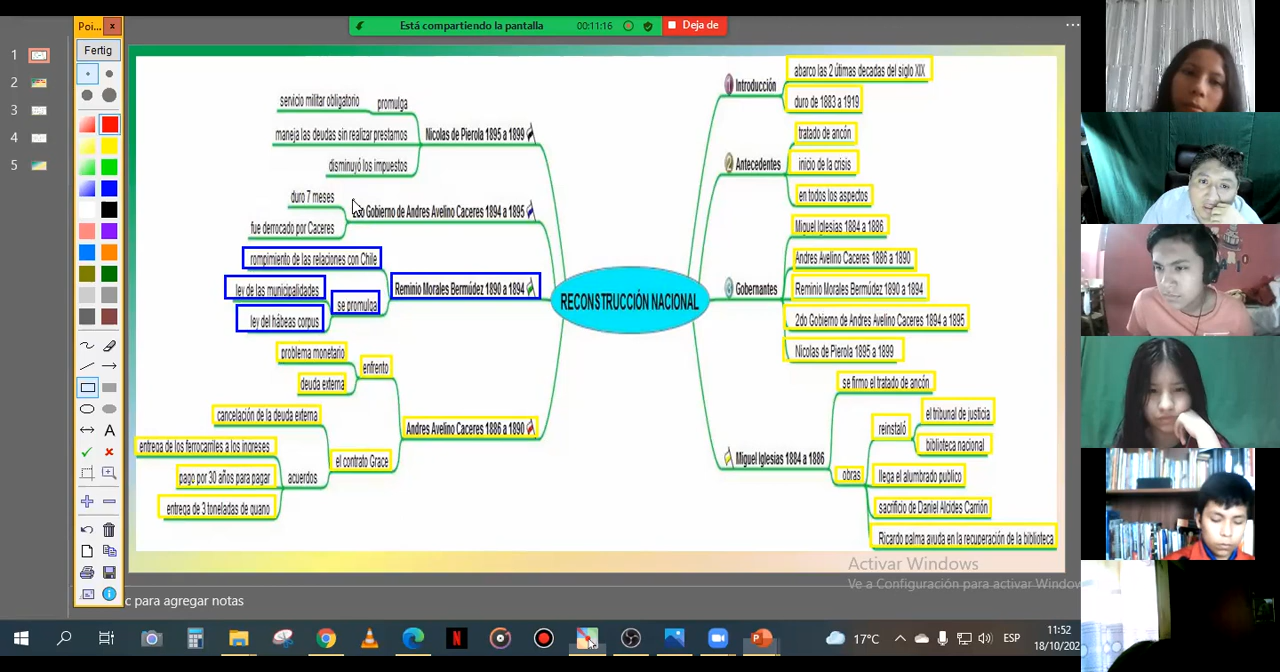 Poi... x
Está compartiendo la pantalla
00:11:16
Deja de
Fertig
1
2
3
4
5
RECONSTRUCCIÓN NACIONAL
Introducción
abarco las 2 útimas decadas del siglo XIX
duro de 1883 a 1919
Antecedentes
tratado de ancón
inicio de la crisis
en todos los aspectos
Gobernantes
Miguel Iglesias 1884 a 1886
Andres Avelino Caceres 1886 a 1890
Reminio Morales Bermúdez 1890 a 1894
2do Gobierno de Andres Avelino Caceres 1894 a 1895
Nicolas de Pierola 1895 a 1899
Miguel Iglesias 1884 a 1886
se firmo el tratado de ancón
obras
reinstaló
el tribunal de justicia
biblioteca nacional
llega el alumbrado publico
sacrificio de Daniel Alcides Carrión
Ricardo palma ayuda en la recuperación de la biblioteca
Nicolas de Pierola 1895 a 1899
promulga
servicio militar obligatorio
maneja las deudas sin realizar prestamos
disminuyó los impuestos
Gobierno de Andres Avelino Caceres 1894 a 1895
duro 7 meses
fue derrocado por Caceres
Reminio Morales Bermúdez 1890 a 1894
rompimiento de las relaciones con Chile
se promulga
ley de las municipalidades
ley del hábeas corpus
Andres Avelino Caceres 1886 a 1890
enfrento
problema monetario
deuda externa
el contrato Grace
cancelación de la deuda externa
acuerdos
entrega de los ferrocarriles a los ingreses
pago por 30 años para pagar
entrega de 3 toneladas de guano
Activar Windows
Ve a Configuración para activar Window
c para agregar notas
17°C
ESP
11:52
18/10/202